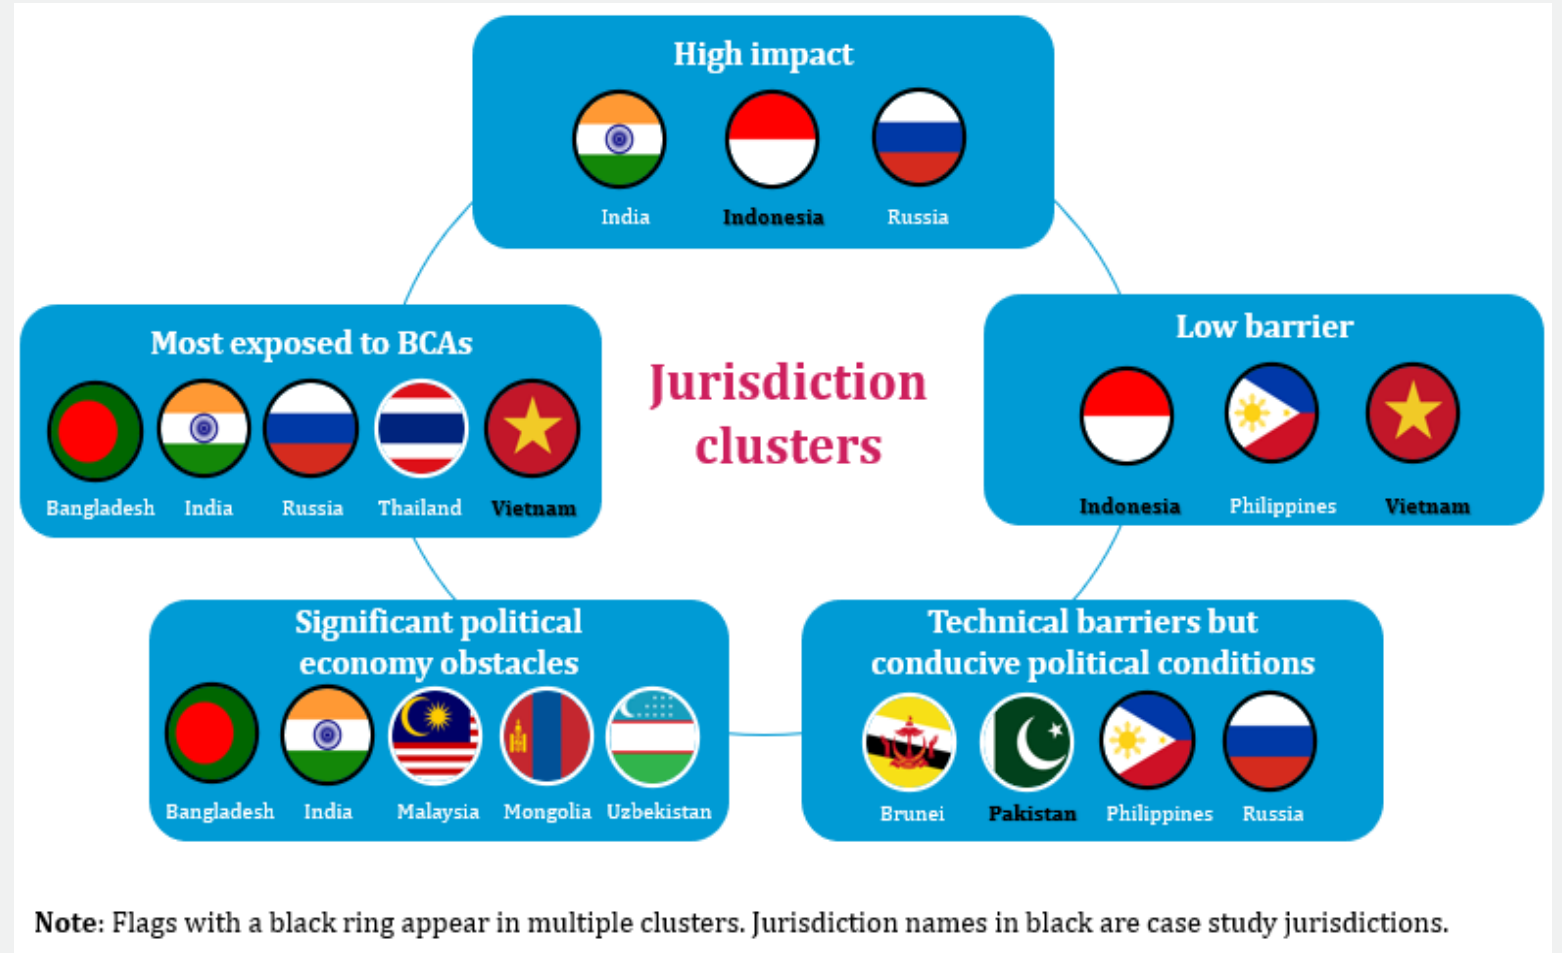 High impact
India Indonesia Russia
Most exposed to BCAs
Bangladesh India Russia Thailand Vietnam
Jurisdiction
clusters
Low barrier
Indonesia Philippines Vietnam
Significant political
economy obstacles
Bangladesh India Malaysia Mongolia Uzbekistan
Technical barriers but
conducive political conditions
Brunei Pakistan Philippines Russia
Note: Flags with a black ring appear in multiple clusters. Jurisdiction names in black are case study jurisdictions.